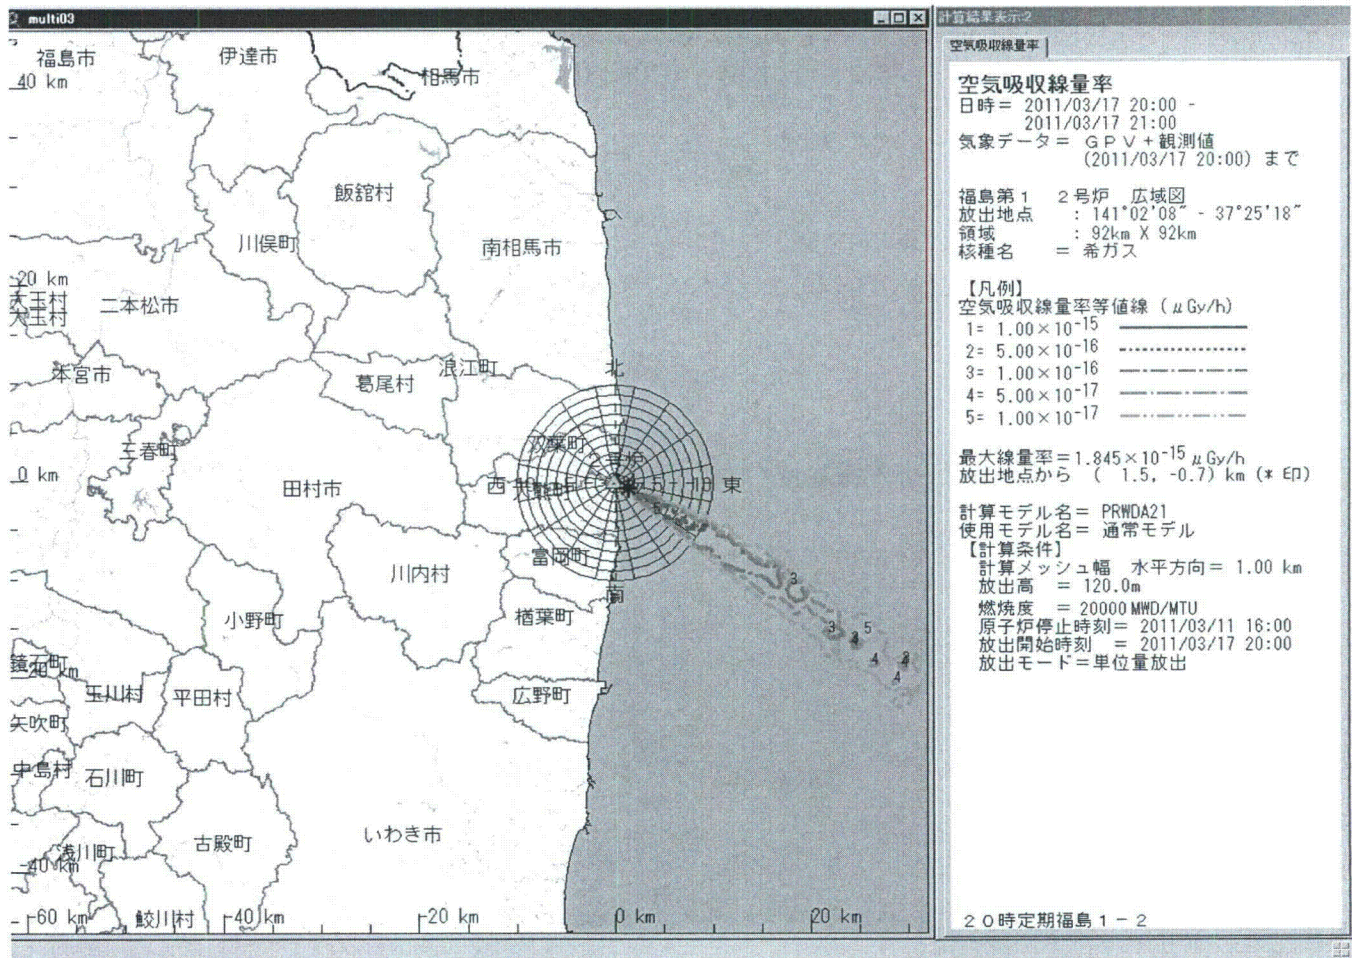 multi03
計算結果表示:2
空気吸収線量率
福島市
伊達市
相馬市
40 km
飯舘村
川俣町
南相馬市
20 km
大玉村
大玉村
二本松市
本宮市
葛尾村
浪江町
北
三春町
双葉町
0 km
田村市
西
東
富岡町
川内村
南
小野町
楢葉町
鏡石町
-20 km
玉川村
平田村
広野町
矢吹町
中島村
石川町
いわき市
古殿町
浅川町
-40 km
鮫川村
-60 km
-40 km
-20 km
0 km
20 km
3
3
5
4
4
空気吸収線量率
日時= 2011/03/17 20:00 -
2011/03/17 21:00
気象データ= GPV+観測値
(2011/03/17 20:00) まで
福島第1 2号炉 広域図
放出地点 : 141°02'08" - 37°25'18"
領域 : 92km X 92km
核種名 = 希ガス
【凡例】
空気吸収線量率等値線 (μGy/h)
1= 1.00×10-15
2= 5.00×10-16
3= 1.00×10-16
4= 5.00×10-17
5= 1.00×10-17
最大線量率=1.845×10-15μGy/h
放出地点から ( 1.5, -0.7) km (* 印)
計算モデル名= PRWDA21
使用モデル名= 通常モデル
【計算条件】
計算メッシュ幅 水平方向= 1.00 km
放出高 = 120.0m
燃焼度 = 20000MWD/MTU
原子炉停止時刻= 2011/03/11 16:00
放出開始時刻 = 2011/03/17 20:00
放出モード=単位量放出
20時定期福島1-2